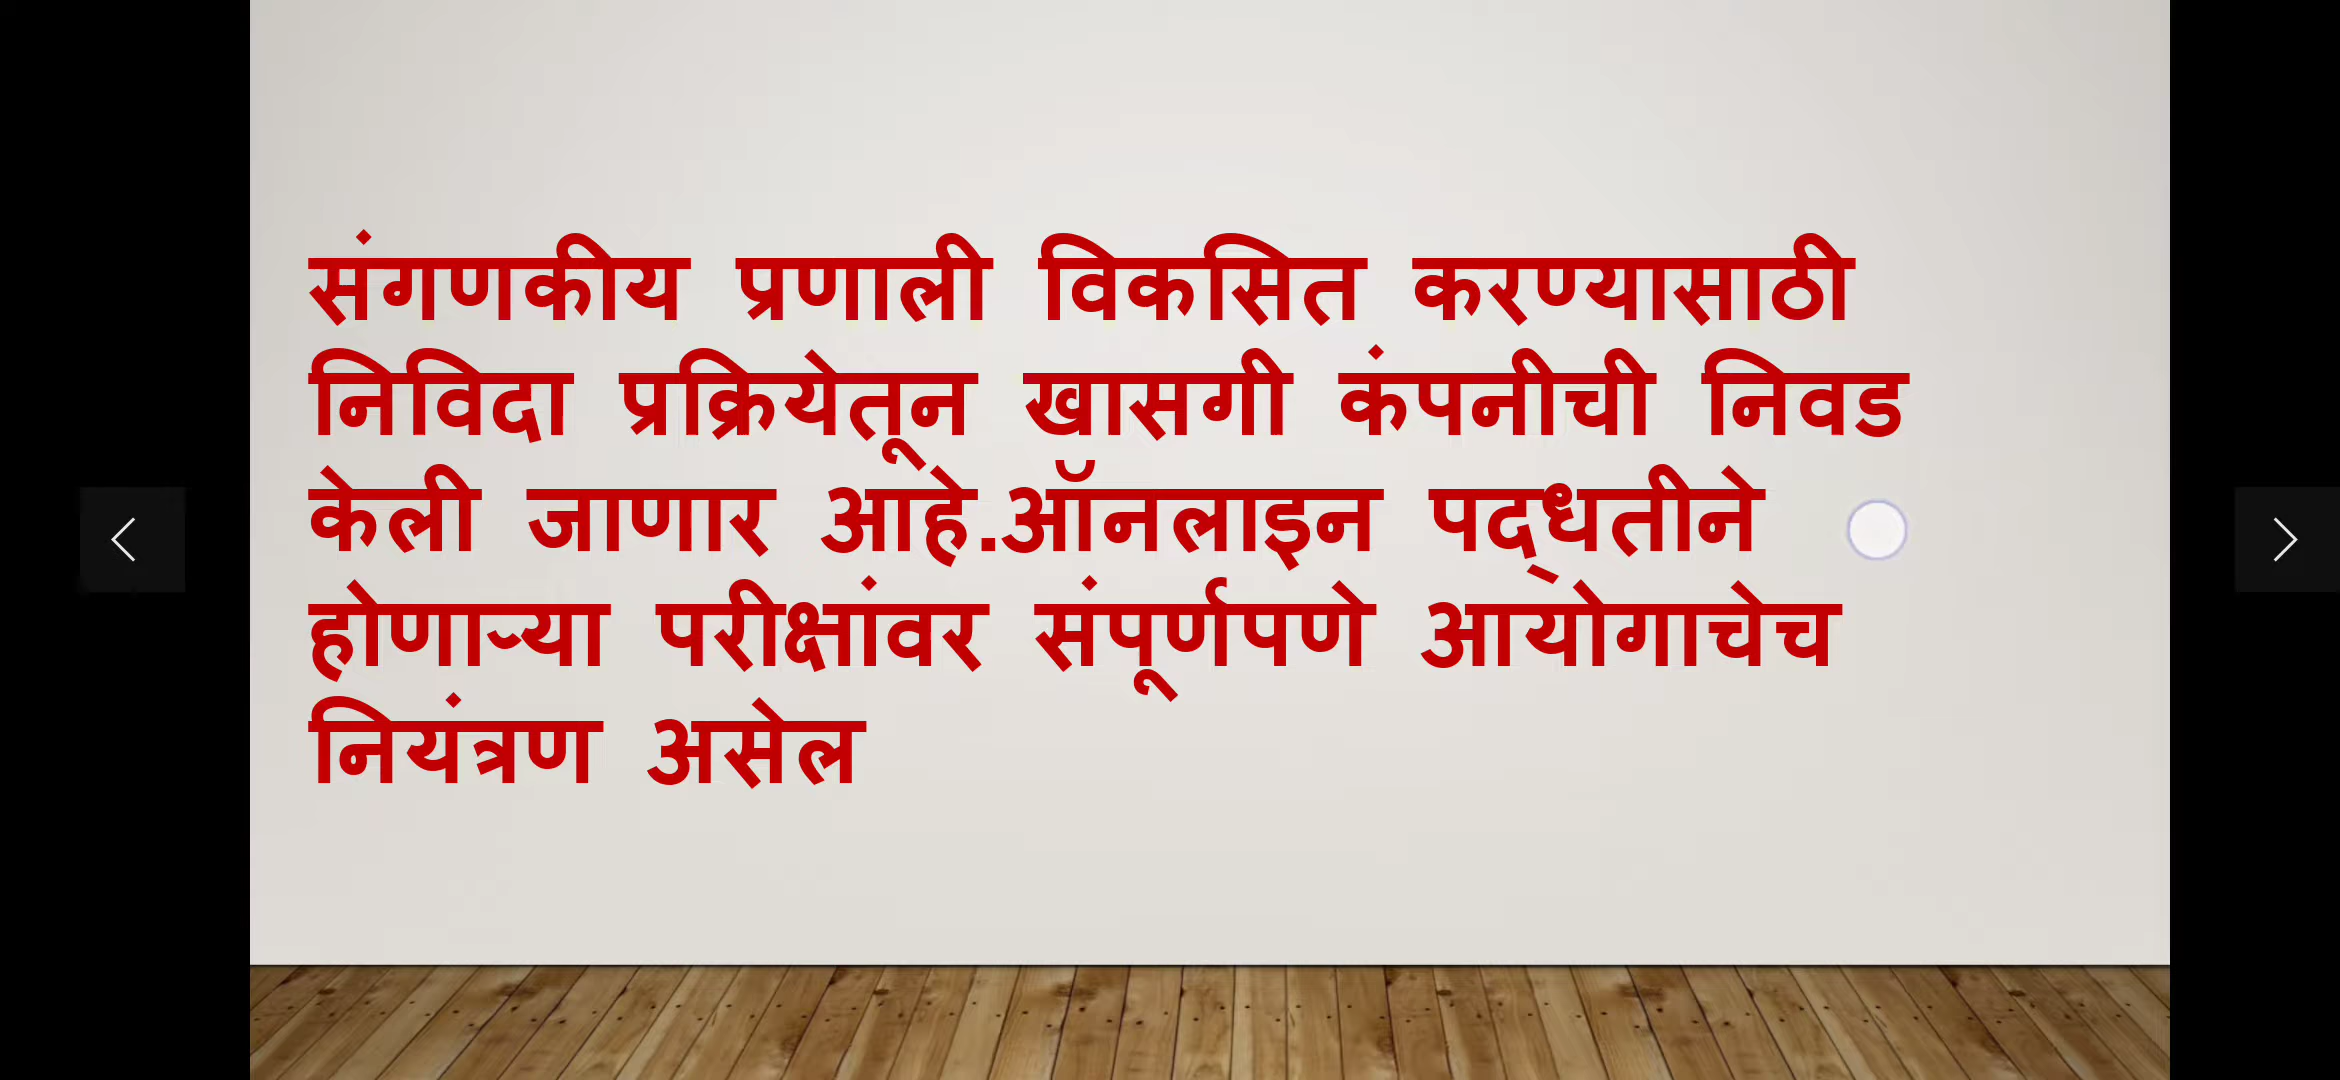 संगणकीय प्रणाली विकसित करण्यासाठी
निविदा प्रक्रियेतून खासगी कंपनीची निवड
केली जाणार आहे.ऑनलाइन पद्धतीने
होणाऱ्या परीक्षांवर संपूर्णपणे आयोगाचेच
नियंत्रण असेल